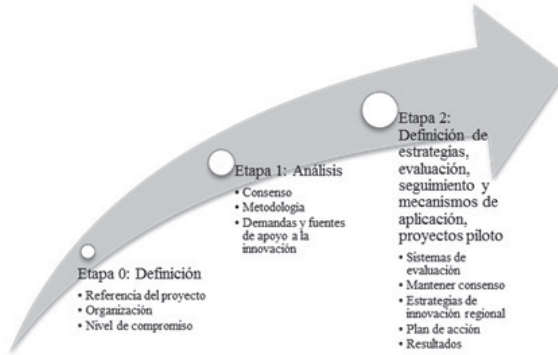 Etapa 0: Definición
• Referencia del proyecto
• Organización
• Nivel de compromiso
Etapa 1: Análisis
• Consenso
• Metodología
• Demandas y fuentes
de apoyo a la
innovación
Etapa 2:
Definición de
estrategias,
evaluación,
seguimiento y
mecanismos de
aplicación,
proyectos piloto
• Sistemas de
evaluación
• Mantener consenso
• Estrategias de
innovación regional
• Plan de acción
• Resultados